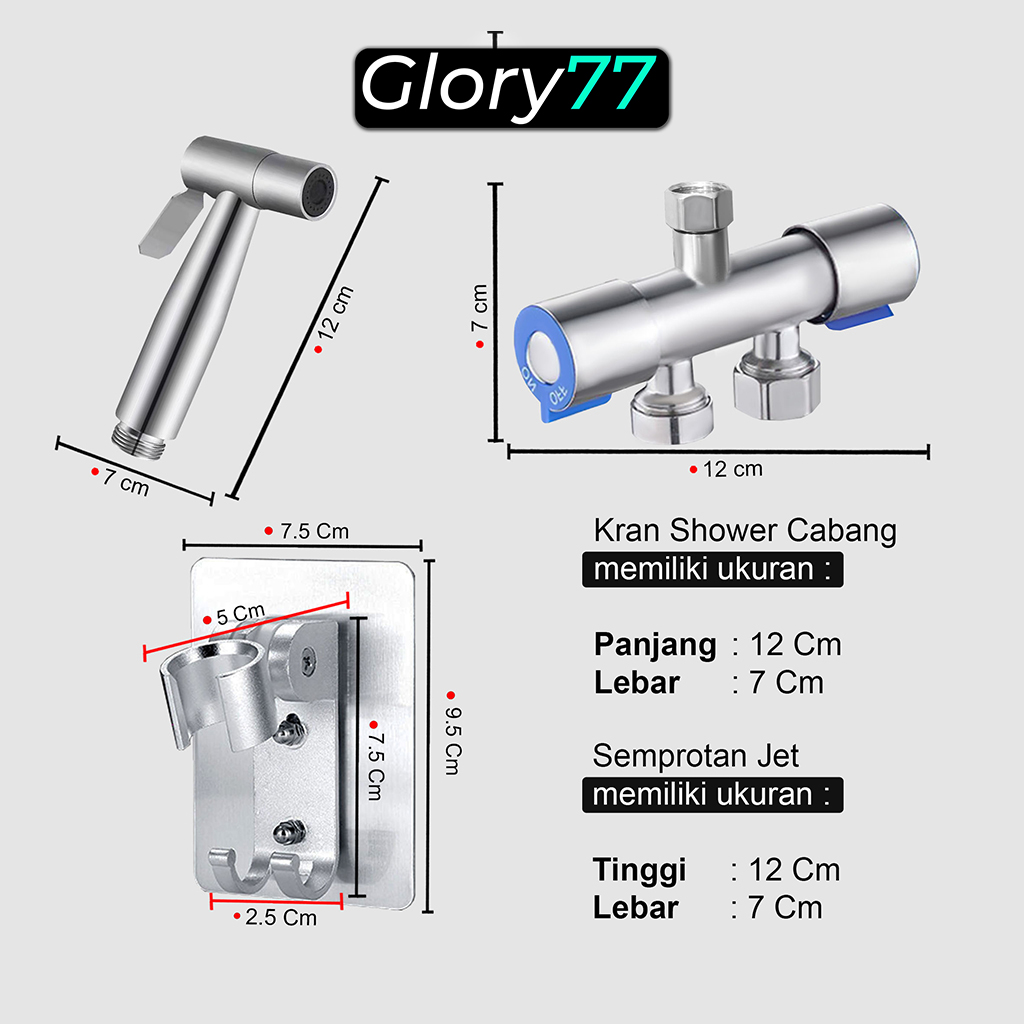 Glory77
12 cm
7 cm
7 cm
ON OFF
12 cm
7.5 Cm
5 Cm
7.5 Cm
9.5 Cm
2.5 Cm
Kran Shower Cabang
memiliki ukuran :
Panjang : 12 Cm
Lebar : 7 Cm
Semprotan Jet
memiliki ukuran :
Tinggi : 12 Cm
Lebar : 7 Cm